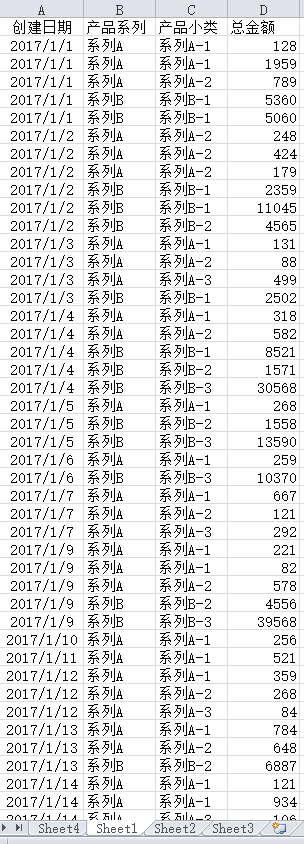 A B C D
创建日期 产品系列 产品小类 总金额
2017/1/1 系列A 系列A-1 128
2017/1/1 系列A 系列A-1 1959
2017/1/1 系列A 系列A-2 789
2017/1/1 系列B 系列B-1 5360
2017/1/1 系列B 系列B-1 5060
2017/1/2 系列A 系列A-2 248
2017/1/2 系列A 系列A-2 424
2017/1/2 系列A 系列A-2 179
2017/1/2 系列B 系列B-1 2359
2017/1/2 系列B 系列B-1 11045
2017/1/2 系列B 系列B-2 4565
2017/1/3 系列A 系列A-1 131
2017/1/3 系列A 系列A-2 88
2017/1/3 系列A 系列A-3 499
2017/1/3 系列B 系列B-1 2502
2017/1/4 系列A 系列A-1 318
2017/1/4 系列A 系列A-2 582
2017/1/4 系列B 系列B-1 8521
2017/1/4 系列B 系列B-2 1571
2017/1/4 系列B 系列B-3 30568
2017/1/5 系列A 系列A-1 268
2017/1/5 系列B 系列B-2 1558
2017/1/5 系列B 系列B-3 13590
2017/1/6 系列A 系列A-1 259
2017/1/6 系列B 系列B-3 10370
2017/1/7 系列A 系列A-1 667
2017/1/7 系列A 系列A-2 121
2017/1/7 系列A 系列A-3 292
2017/1/9 系列A 系列A-1 221
2017/1/9 系列A 系列A-1 82
2017/1/9 系列A 系列A-2 578
2017/1/9 系列B 系列B-2 4556
2017/1/9 系列B 系列B-3 39568
2017/1/10 系列A 系列A-1 256
2017/1/11 系列A 系列A-1 521
2017/1/12 系列A 系列A-1 359
2017/1/12 系列A 系列A-2 268
2017/1/12 系列A 系列A-3 84
2017/1/13 系列A 系列A-1 784
2017/1/13 系列A 系列A-2 648
2017/1/13 系列B 系列B-2 6887
2017/1/14 系列A 系列A-1 121
2017/1/14 系列A 系列A-1 934
2017/1/14 系列A 系列A-3
Sheet4 Sheet1 Sheet2 Sheet3